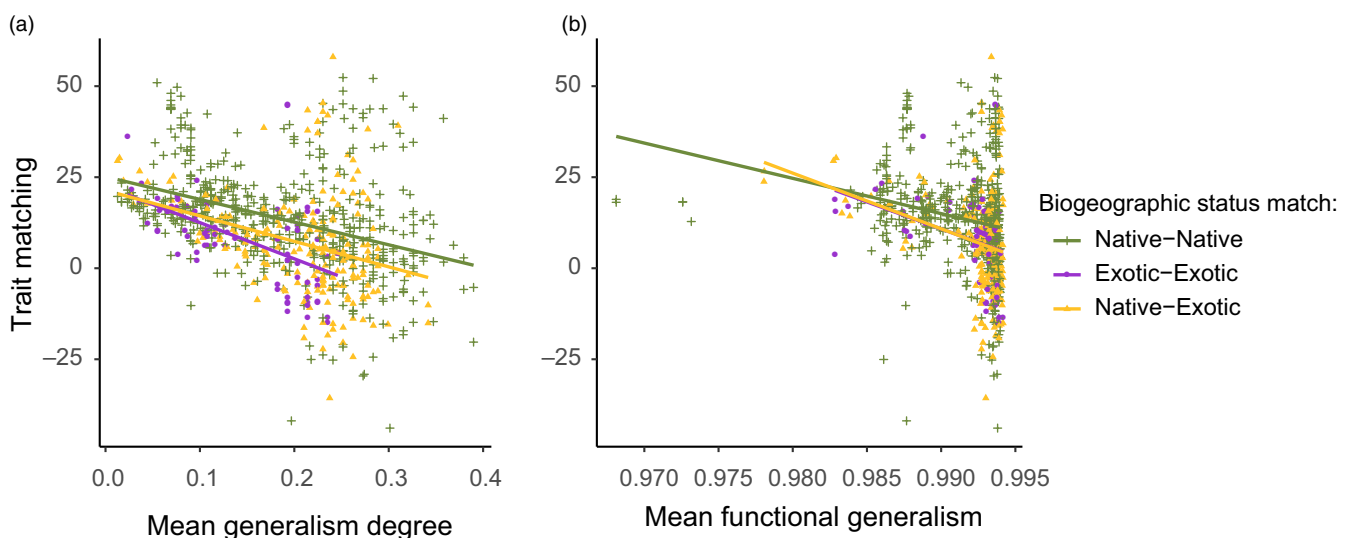 (a)
50
25
0
−25
Trait matching
0.0 0.1 0.2 0.3 0.4
Mean generalism degree
(b)
50
25
0
−25
0.970 0.975 0.980 0.985 0.990 0.995
Mean functional generalism
Biogeographic status match:
Native−Native
Exotic−Exotic
Native−Exotic